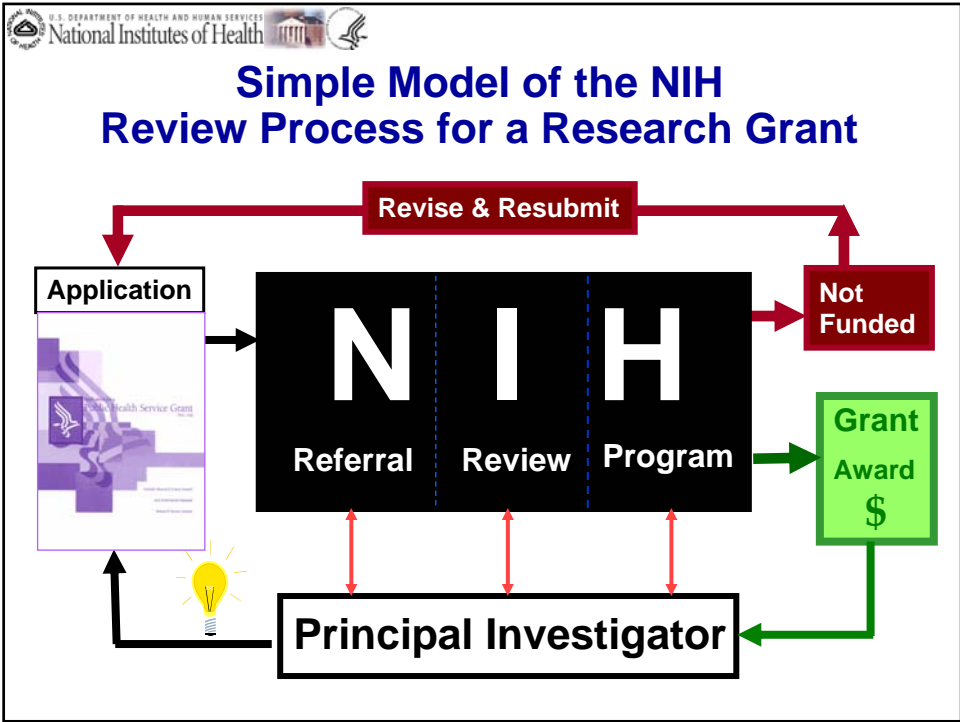 U.S. DEPARTMENT OF HEALTH AND HUMAN SERVICES
National Institutes of Health
Simple Model of the NIH
Review Process for a Research Grant
Revise & Resubmit
Application
Public Health Service Grant
N I H
Referral Review Program
Not
Funded
Grant
Award
$
Principal Investigator